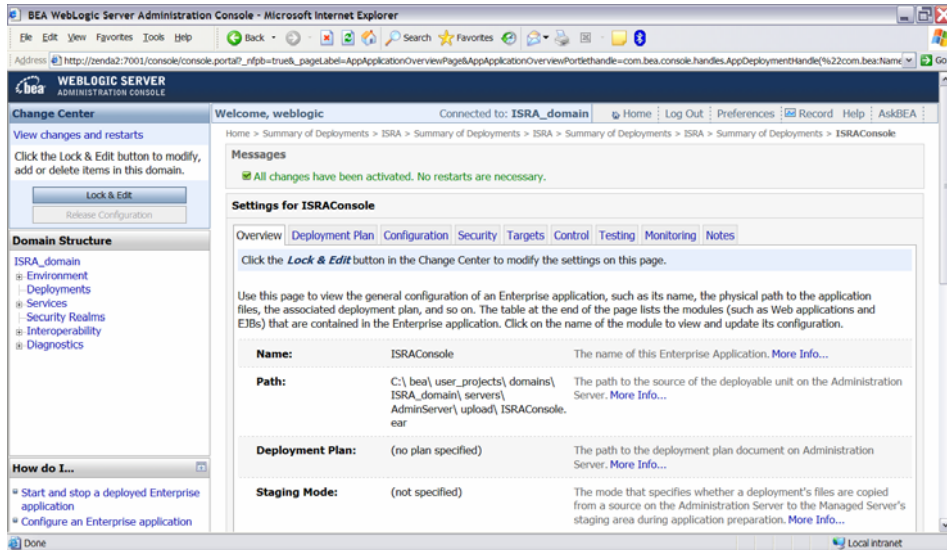 BEA WebLogic Server Administration Console - Microsoft Internet Explorer
File Edit View Favorites Tools Help
Back Search Favorites
Address http://zenda2:7001/console/console.portal?_nfpb=true&_pageLabel=AppApplicationOverviewPage&AppApplicationOverviewPortlethandle=com.bea.console.handles.AppDeploymentHandle(%22com.bea:Name Go
bea WEBLOGIC SERVER
ADMINISTRATION CONSOLE
Change Center
View changes and restarts
Click the Lock & Edit button to modify,
add or delete items in this domain.
Lock & Edit
Release Configuration
Domain Structure
ISRA_domain
Environment
Deployments
Services
Security Realms
Interoperability
Diagnostics
How do I...
Start and stop a deployed Enterprise
application
Configure an Enterprise application
Welcome, weblogic Connected to: ISRA_domain Home Log Out Preferences Record Help AskBEA
Home > Summary of Deployments > ISRA > Summary of Deployments > ISRA > Summary of Deployments > ISRA > Summary of Deployments > ISRAConsole
Messages
All changes have been activated. No restarts are necessary.
Settings for ISRAConsole
Overview Deployment Plan Configuration Security Targets Control Testing Monitoring Notes
Click the Lock & Edit button in the Change Center to modify the settings on this page.
Use this page to view the general configuration of an Enterprise application, such as its name, the physical path to the application
files, the associated deployment plan, and so on. The table at the end of the page lists the modules (such as Web applications and
EJBs) that are contained in the Enterprise application. Click on the name of the module to view and update its configuration.
Name: ISRAConsole The name of this Enterprise Application. More Info...
Path: C:\ bea\ user_projects\ domains\ The path to the source of the deployable unit on the Administration
ISRA_domain\ servers\ Server. More Info...
AdminServer\ upload\ ISRAConsole.
ear
Deployment Plan: (no plan specified) The path to the deployment plan document on Administration
Server. More Info...
Staging Mode: (not specified) The mode that specifies whether a deployment's files are copied
from a source on the Administration Server to the Managed Server's
staging area during application preparation. More Info...
Done Local intranet